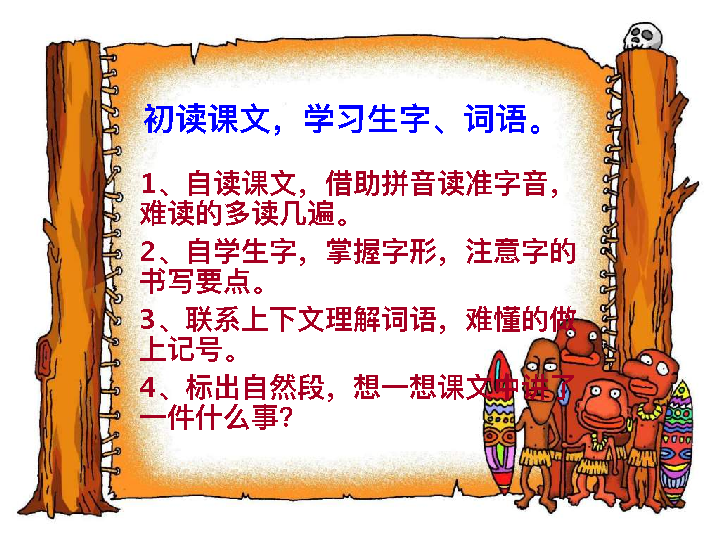 初读课文，学习生字、词语。
1、自读课文，借助拼音读准字音，
难读的多读几遍。
2、自学生字，掌握字形，注意字的
书写要点。
3、联系上下文理解词语，难懂的做
上记号。
4、标出自然段，想一想课文中讲了
一件什么事?